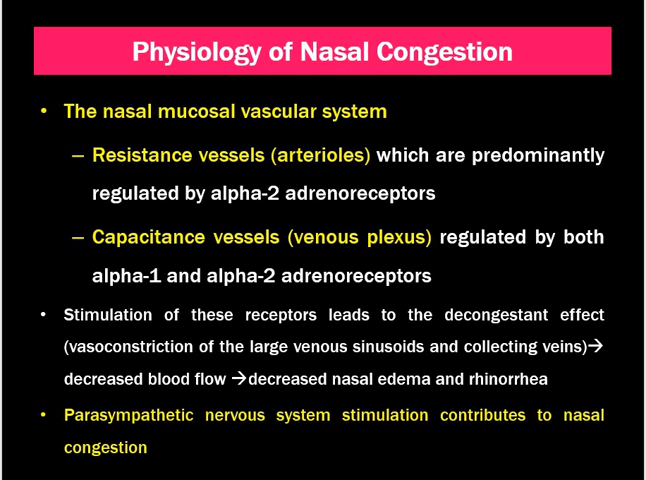 Physiology of Nasal Congestion
• The nasal mucosal vascular system
– Resistance vessels (arterioles) which are predominantly
regulated by alpha-2 adrenoreceptors
– Capacitance vessels (venous plexus) regulated by both
alpha-1 and alpha-2 adrenoreceptors
• Stimulation of these receptors leads to the decongestant effect
(vasoconstriction of the large venous sinusoids and collecting veins)→
decreased blood flow →decreased nasal edema and rhinorrhea
• Parasympathetic nervous system stimulation contributes to nasal
congestion